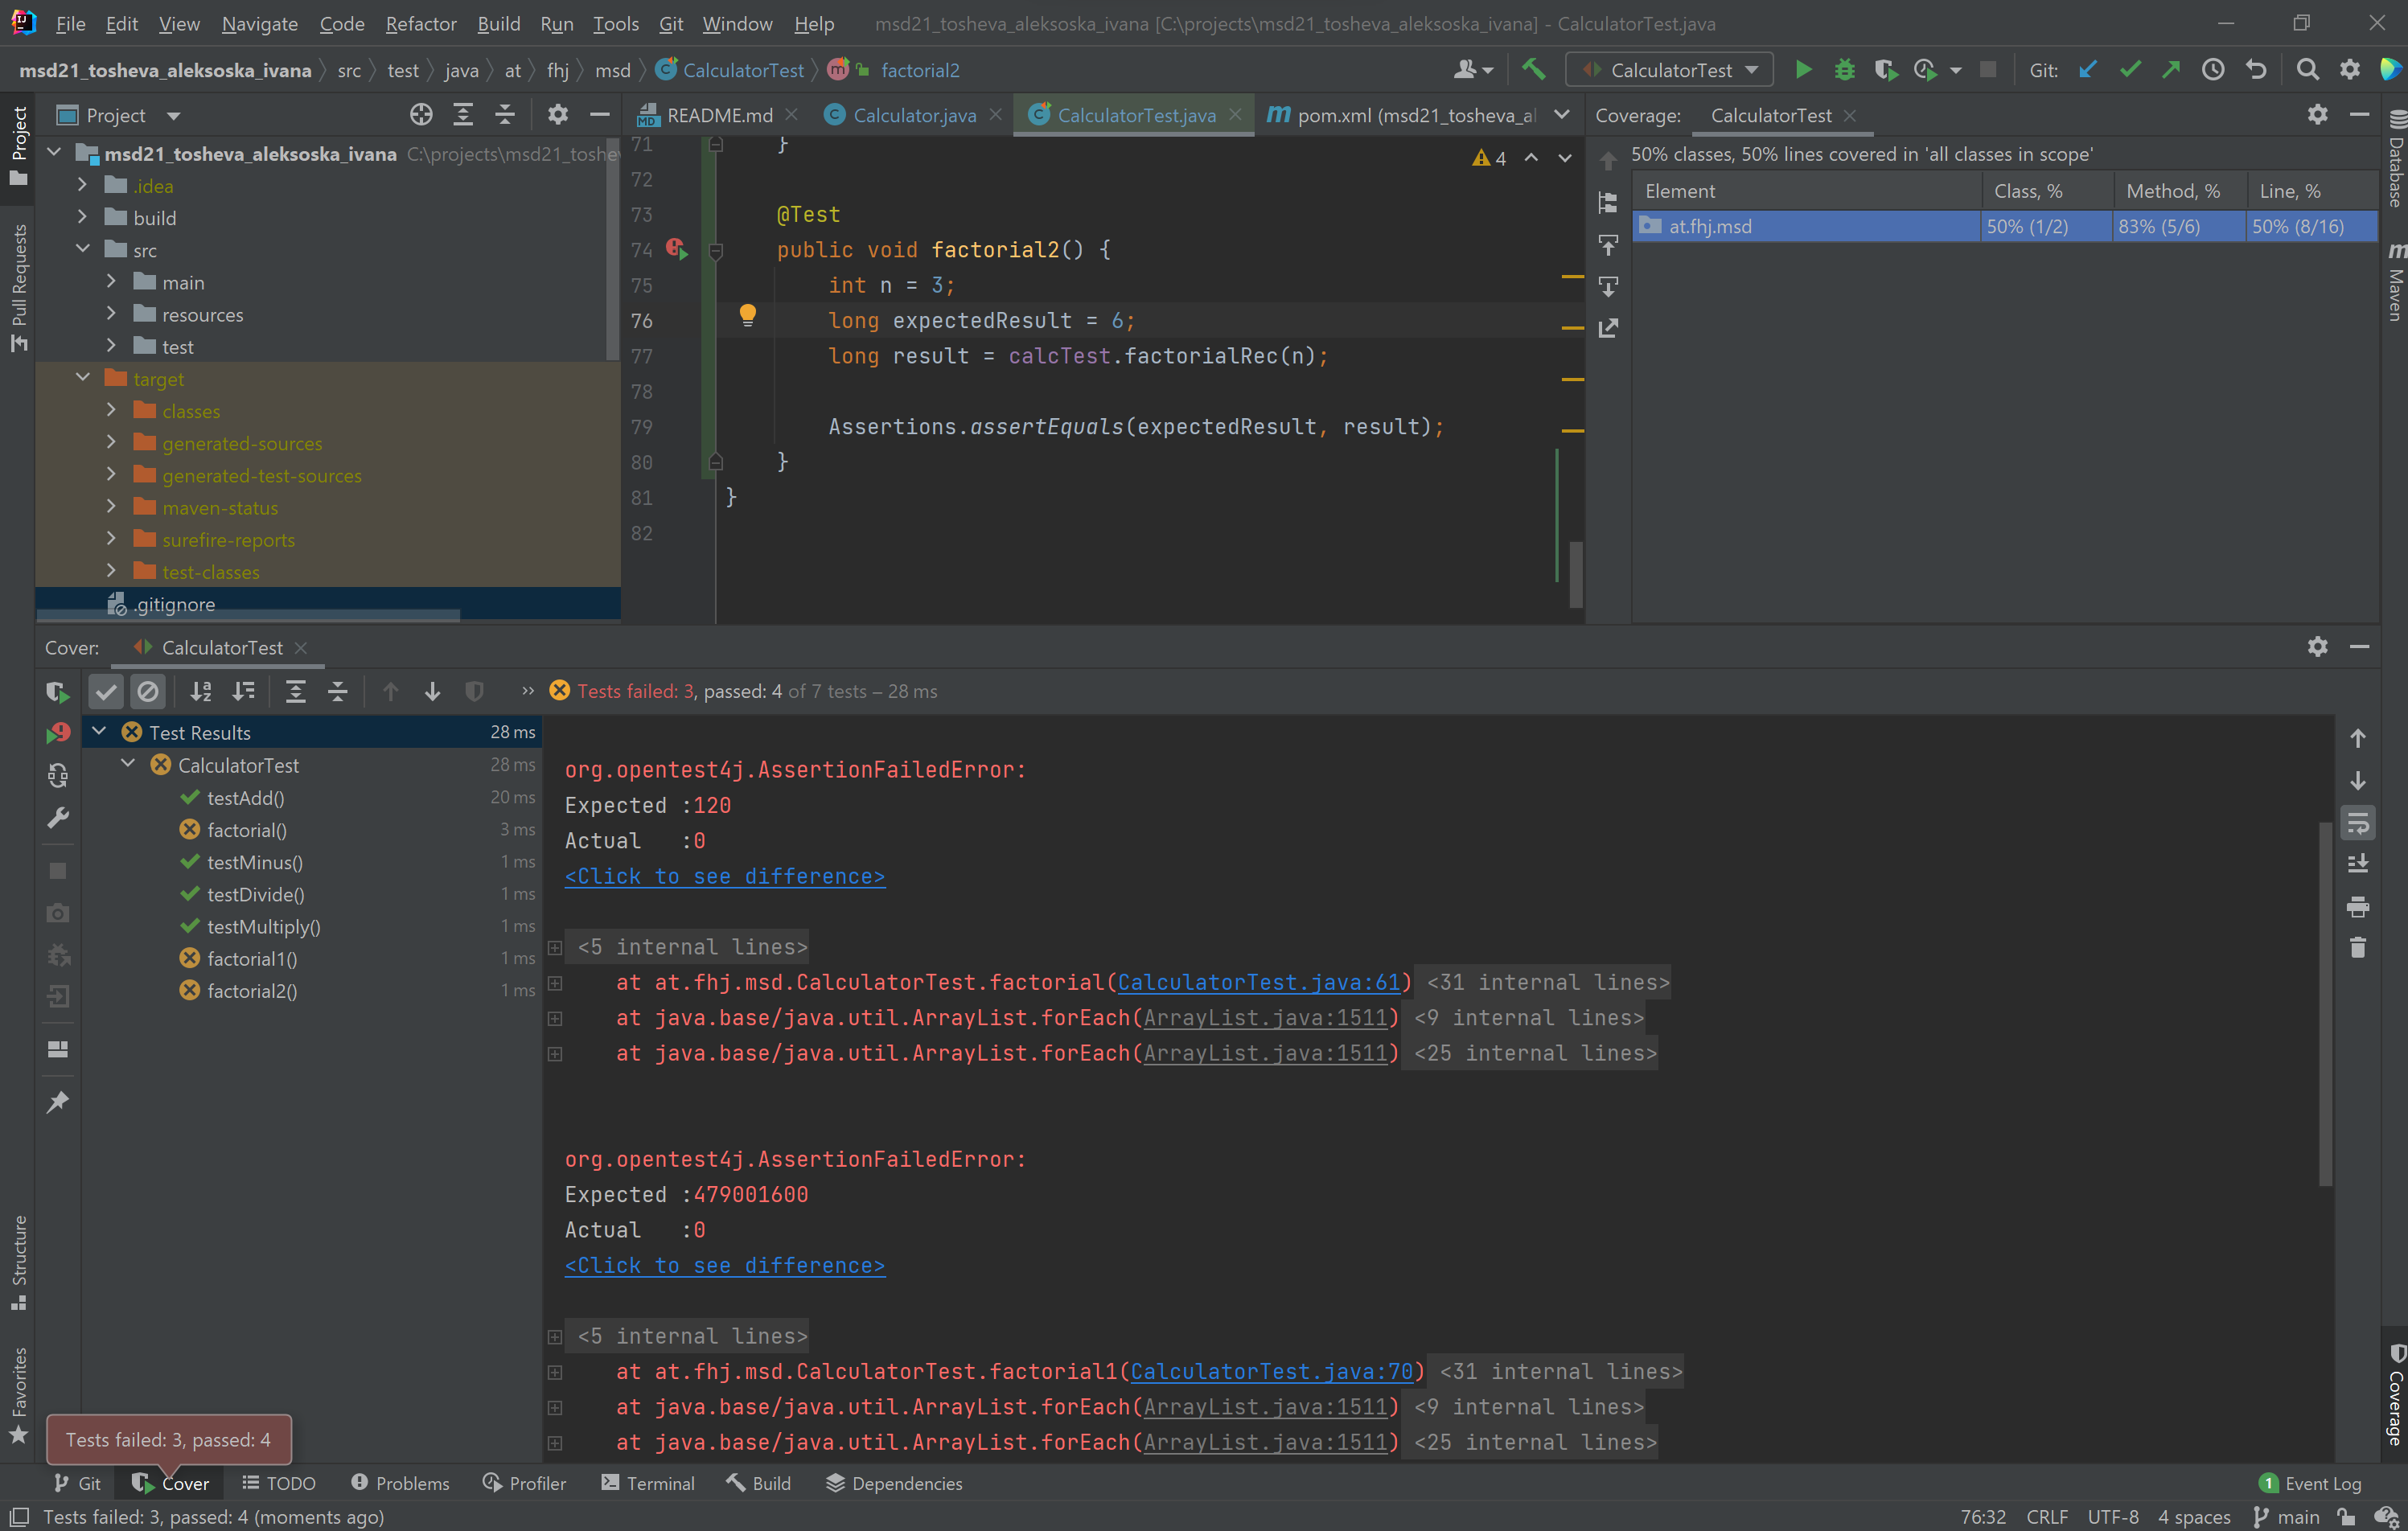 File Edit View Navigate Code Refactor Build Run Tools Git Window Help msd21_tosheva_aleksoska_ivana [C:\projects\msd21_tosheva_aleksoska_ivana] - CalculatorTest.java
msd21_tosheva_aleksoska_ivana src test java at fhj msd CalculatorTest factorial2 CalculatorTest Git:
Project README.md Calculator.java CalculatorTest.java pom.xml (msd21_tosheva_al Coverage: CalculatorTest
msd21_tosheva_aleksoska_ivana C:\projects\msd21_toshev
.idea
build
src
main
resources
test
target
classes
generated-sources
generated-test-sources
maven-status
surefire-reports
test-classes
.gitignore
71 }
72
73 @Test
74 public void factorial2() {
75 int n = 3;
76 long expectedResult = 6;
77 long result = calcTest.factorialRec(n);
78
79 Assertions.assertEquals(expectedResult, result);
80 }
81 }
82
4
50% classes, 50% lines covered in 'all classes in scope'
Element Class, % Method, % Line, %
at.fhj.msd 50% (1/2) 83% (5/6) 50% (8/16)
Project
Pull Requests
Structure
Favorites
Database
Maven
Coverage
Cover: CalculatorTest
Tests failed: 3, passed: 4 of 7 tests – 28 ms
Test Results 28 ms
CalculatorTest 28 ms
testAdd() 20 ms
factorial() 3 ms
testMinus() 1 ms
testDivide() 1 ms
testMultiply() 1 ms
factorial1() 1 ms
factorial2() 1 ms
org.opentest4j.AssertionFailedError:
Expected :120
Actual :0
<Click to see difference>
<5 internal lines>
at at.fhj.msd.CalculatorTest.factorial(CalculatorTest.java:61) <31 internal lines>
at java.base/java.util.ArrayList.forEach(ArrayList.java:1511) <9 internal lines>
at java.base/java.util.ArrayList.forEach(ArrayList.java:1511) <25 internal lines>
org.opentest4j.AssertionFailedError:
Expected :479001600
Actual :0
<Click to see difference>
<5 internal lines>
at at.fhj.msd.CalculatorTest.factorial1(CalculatorTest.java:70) <31 internal lines>
at java.base/java.util.ArrayList.forEach(ArrayList.java:1511) <9 internal lines>
at java.base/java.util.ArrayList.forEach(ArrayList.java:1511) <25 internal lines>
Tests failed: 3, passed: 4
Git Cover TODO Problems Profiler Terminal Build Dependencies 1 Event Log
Tests failed: 3, passed: 4 (moments ago) 76:32 CRLF UTF-8 4 spaces main